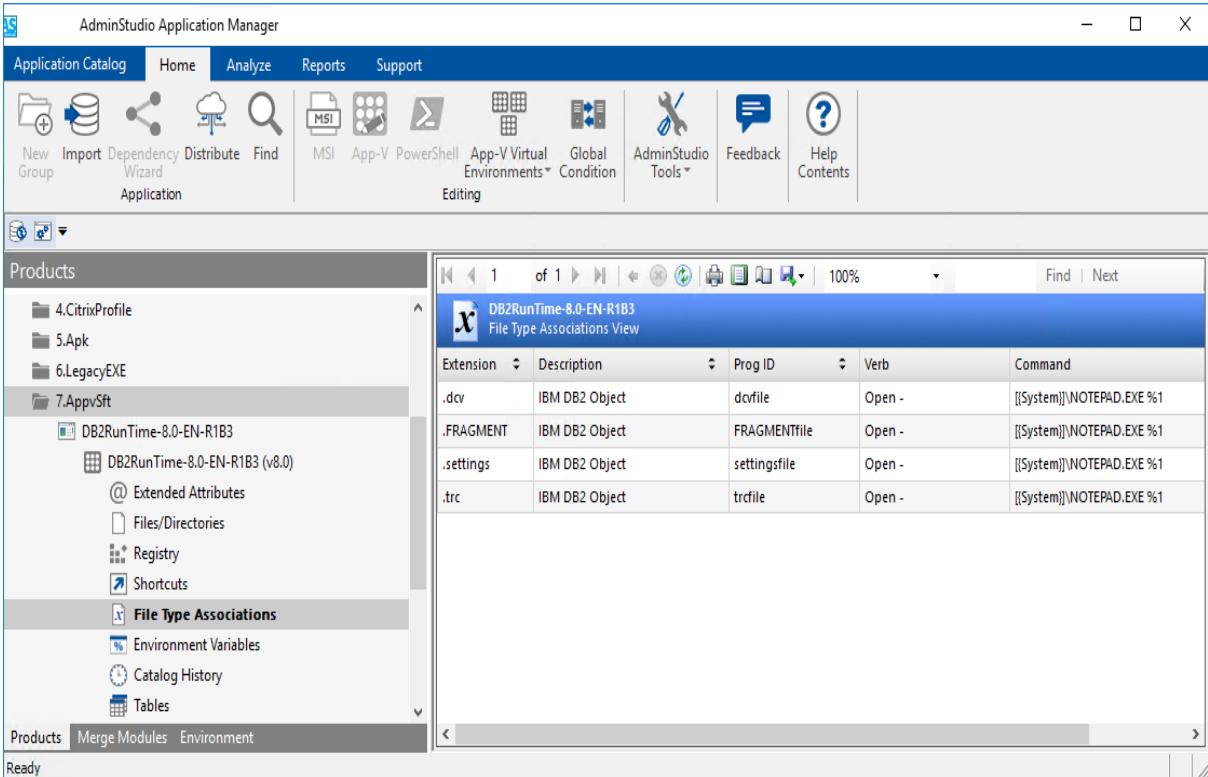 AS AdminStudio Application Manager
Application Catalog Home Analyze Reports Support
New Group
Import
Dependency Wizard
Distribute
Find
Application
MSI
MSI
App-V
PowerShell
App-V Virtual Environments
Global Condition
Editing
AdminStudio Tools
Feedback
Help Contents
Products
4.CitrixProfile
5.Apk
6.LegacyEXE
7.AppvSft
DB2RunTime-8.0-EN-R1B3
DB2RunTime-8.0-EN-R1B3 (v8.0)
Extended Attributes
Files/Directories
Registry
Shortcuts
File Type Associations
Environment Variables
Catalog History
Tables
Products Merge Modules Environment
Ready
1 of 1 100% Find | Next
DB2RunTime-8.0-EN-R1B3
File Type Associations View
Extension Description Prog ID Verb Command
.dcv IBM DB2 Object dcvfile Open - [{System}]\NOTEPAD.EXE %1
.FRAGMENT IBM DB2 Object FRAGMENTfile Open - [{System}]\NOTEPAD.EXE %1
.settings IBM DB2 Object settingsfile Open - [{System}]\NOTEPAD.EXE %1
.trc IBM DB2 Object trcfile Open - [{System}]\NOTEPAD.EXE %1